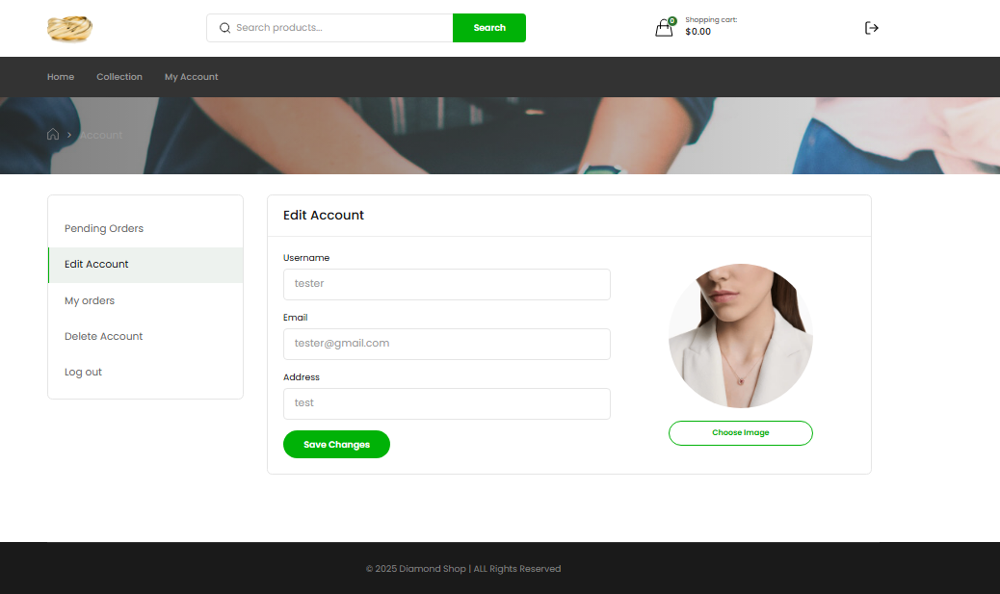 Search products...
Search
0
Shopping cart:
$0.00
Home
Collection
My Account
> Account
Pending Orders
Edit Account
My orders
Delete Account
Log out
Edit Account
Username
tester
Email
tester@gmail.com
Address
test
Save Changes
Choose Image
© 2025 Diamond Shop | ALL Rights Reserved